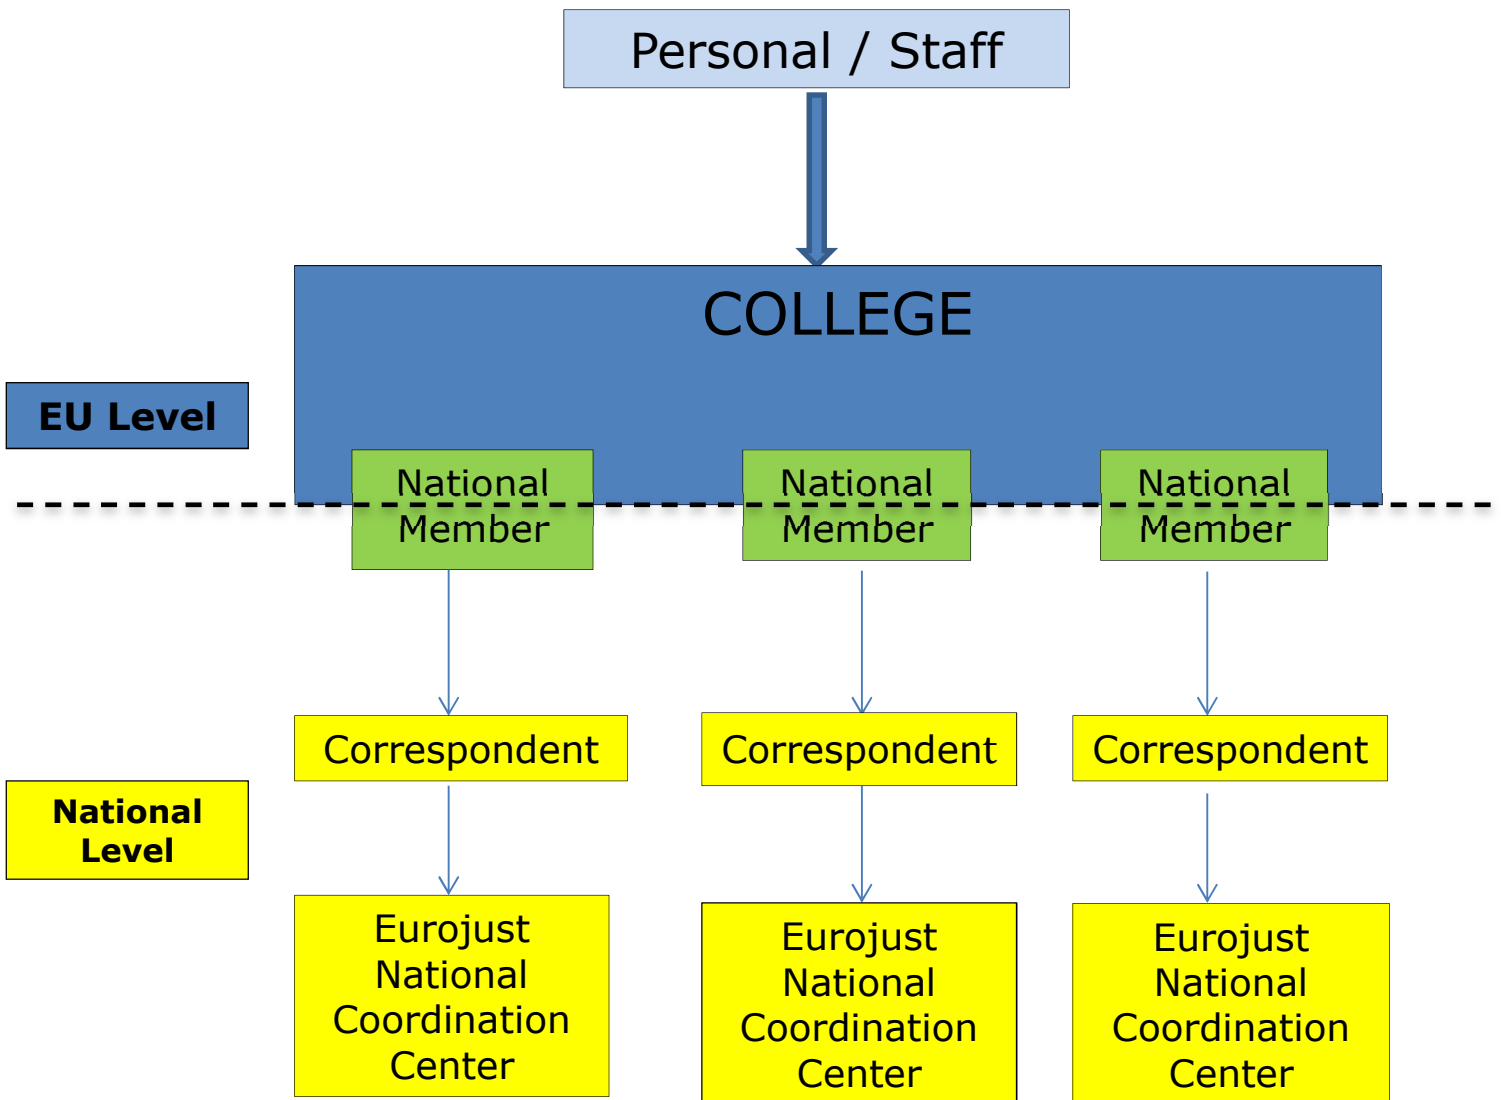 Personal / Staff
COLLEGE
EU Level
National
Member
National
Member
National
Member
Correspondent
Correspondent
Correspondent
National
Level
Eurojust
National
Coordination
Center
Eurojust
National
Coordination
Center
Eurojust
National
Coordination
Center